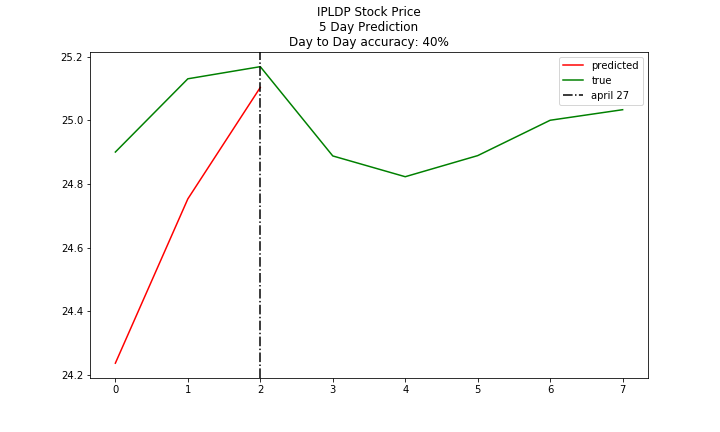 IPLDP Stock Price
5 Day Prediction
Day to Day accuracy: 40%
25.2
25.0
24.8
24.6
24.4
24.2
0 1 2 3 4 5 6 7
predicted
true
april 27